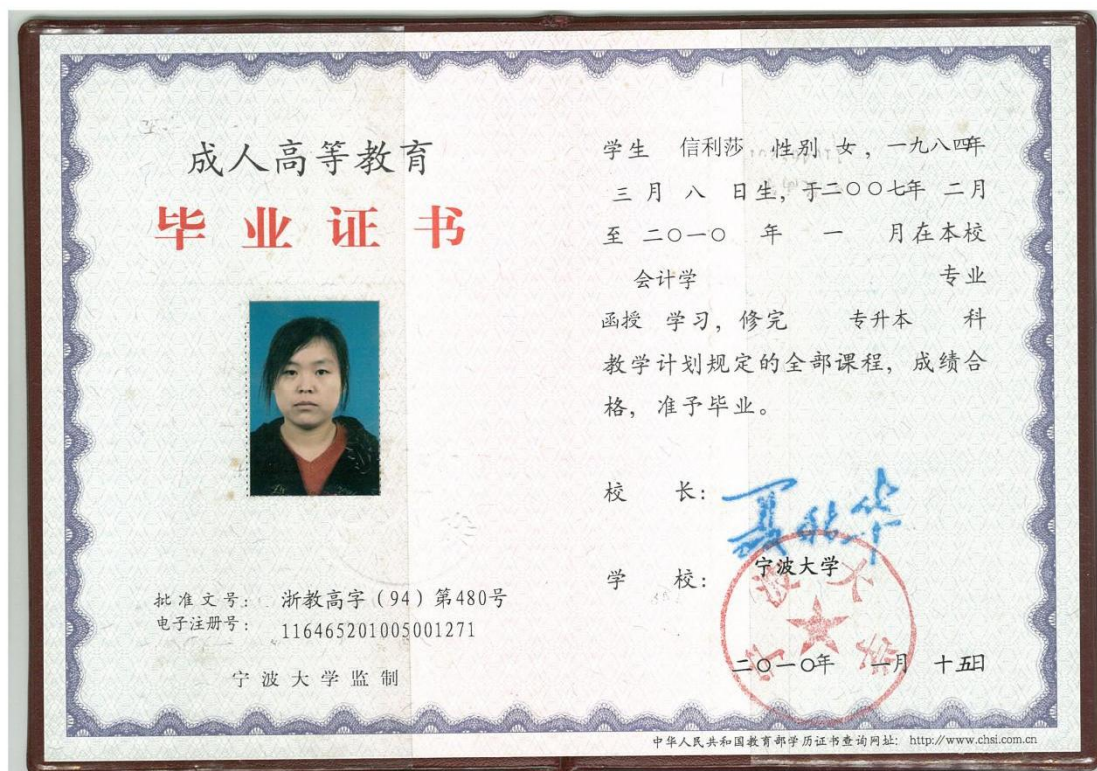 成人高等教育
毕业证书
批准文号: 浙教高字(94)第480号
电子注册号: 116465201005001271
宁波大学监制
学生 信利莎 性别 女, 一九八四年
三月 八 日生, 于二〇〇七年 二月
至 二〇一〇 年 一 月在本校
会计学 专业
函授 学习, 修完 专升本 科
教学计划规定的全部课程, 成绩合
格, 准予毕业。
校 长:
学 校: 宁波大学
宁波大学
二〇一〇年 一月 十五日
中华人民共和国教育部学历证书查询网址: http://www.chsi.com.cn